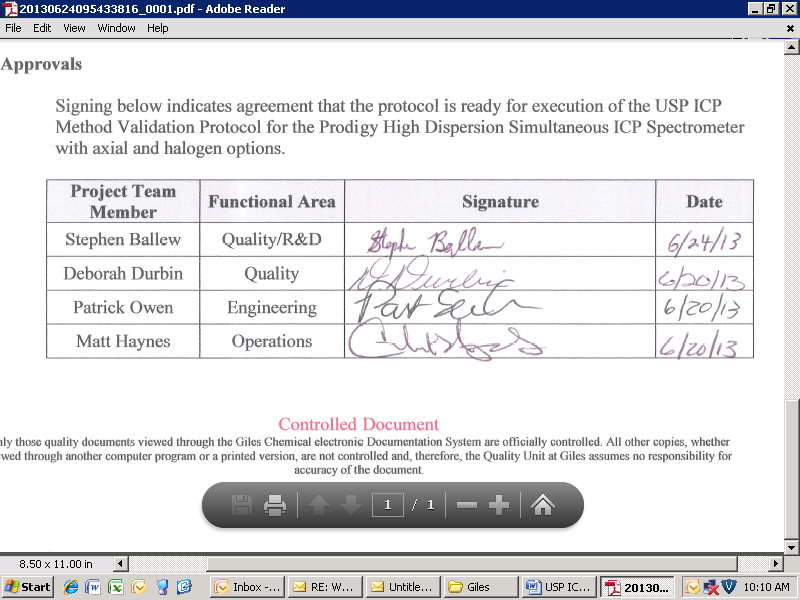 20130624095433816_0001.pdf - Adobe Reader
File Edit View Window Help
Approvals
Signing below indicates agreement that the protocol is ready for execution of the USP ICP
Method Validation Protocol for the Prodigy High Dispersion Simultaneous ICP Spectrometer
with axial and halogen options.
Project Team Member Functional Area Signature Date
Stephen Ballew Quality/R&D Stephen Ballew 6/24/13
Deborah Durbin Quality D. Durbin 6/20/13
Patrick Owen Engineering 6/20/13
Matt Haynes Operations 6/20/13
Controlled Document
nly those quality documents viewed through the Giles Chemical electronic Documentation System are officially controlled. All other copies, whether
wed through another computer program or a printed version, are not controlled and, therefore, the Quality Unit at Giles assumes no responsibility for
accuracy of the document.
1 / 1
8.50 x 11.00 in
Start Inbox -... RE: W... Untitle... Giles USP IC... 20130... 10:10 AM